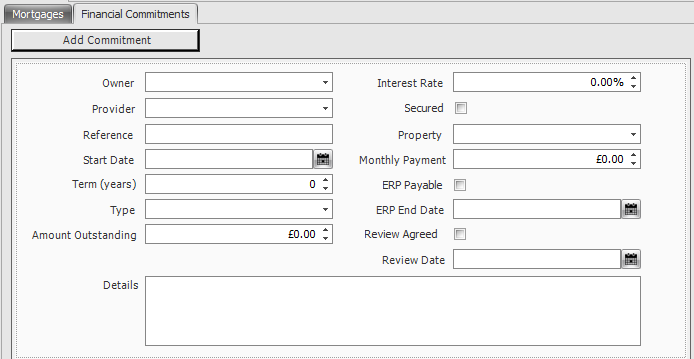 Mortgages Financial Commitments
Add Commitment
Owner
Provider
Reference
Start Date
Term (years) 0
Type
Amount Outstanding £0.00
Interest Rate 0.00%
Secured
Property
Monthly Payment £0.00
ERP Payable
ERP End Date
Review Agreed
Review Date
Details